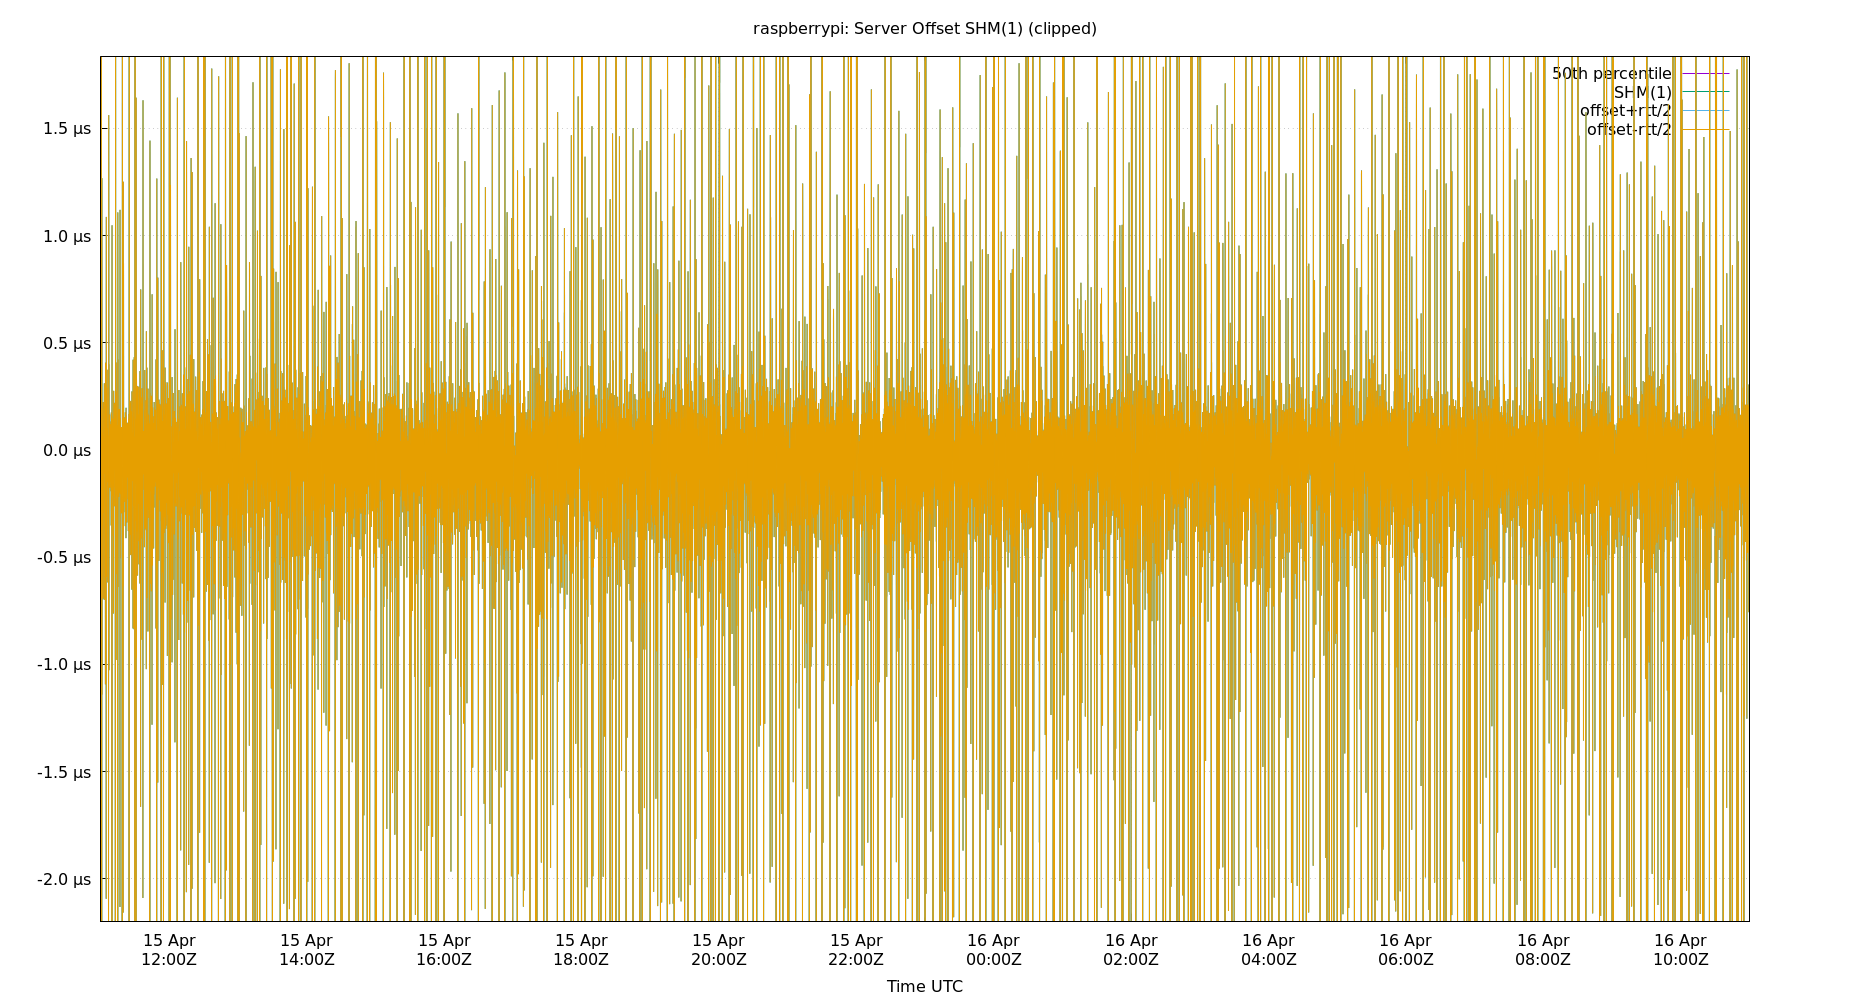 raspberrypi: Server Offset SHM(1) (clipped)
50th percentile
SHM(1)
offset+rtt/2
offset-rtt/2
1.5 µs
1.0 µs
0.5 µs
0.0 µs
-0.5 µs
-1.0 µs
-1.5 µs
-2.0 µs
15 Apr 15 Apr 15 Apr 15 Apr 15 Apr 15 Apr 16 Apr 16 Apr 16 Apr 16 Apr 16 Apr 16 Apr
12:00Z 14:00Z 16:00Z 18:00Z 20:00Z 22:00Z 00:00Z 02:00Z 04:00Z 06:00Z 08:00Z 10:00Z
Time UTC